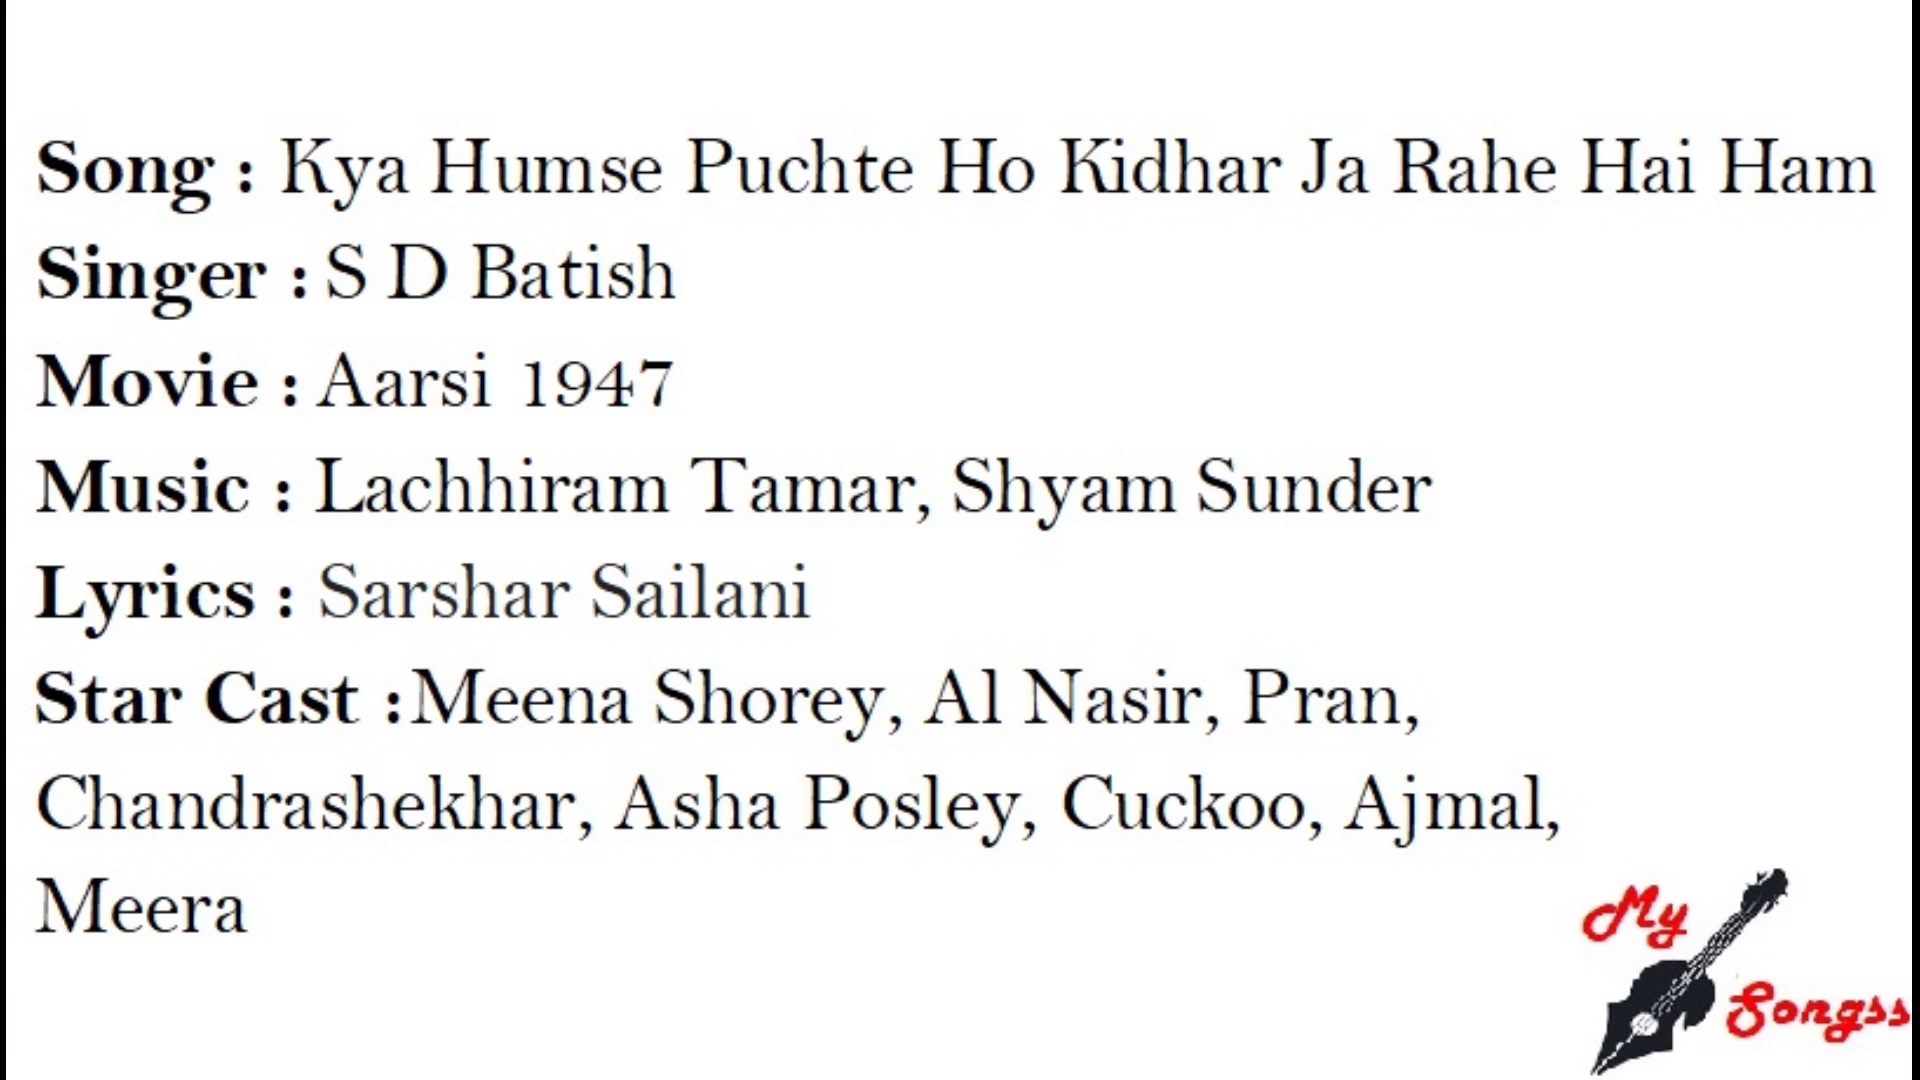 Song : Kya Humse Puchte Ho Kidhar Ja Rahe Hai Ham
Singer : S D Batish
Movie : Aarsi 1947
Music : Lachhiram Tamar, Shyam Sunder
Lyrics : Sarshar Sailani
Star Cast :Meena Shorey, Al Nasir, Pran,
Chandrashekhar, Asha Posley, Cuckoo, Ajmal,
Meera
My
Songss